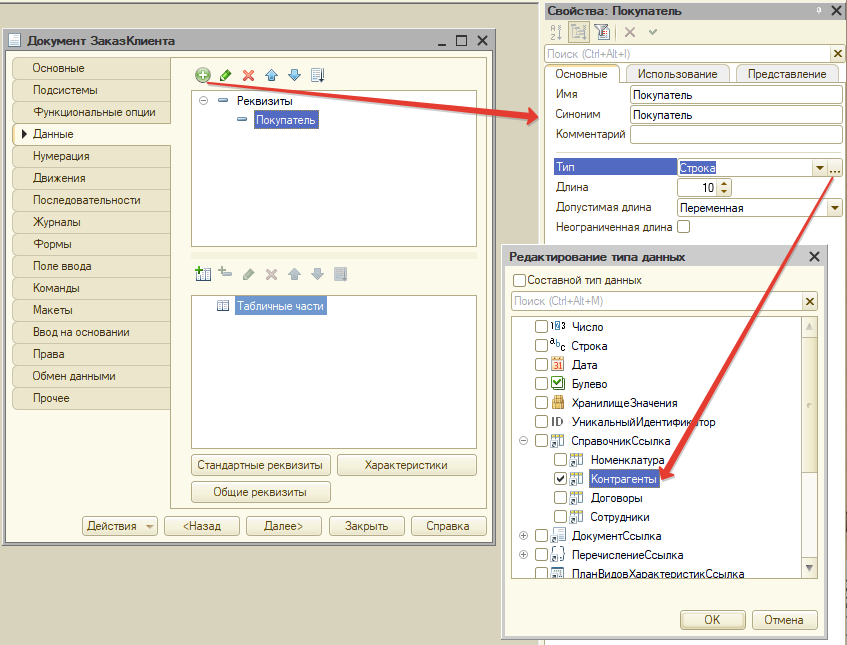 Документ ЗаказКлиента
Основные
Подсистемы
Функциональные опции
Данные
Нумерация
Движения
Последовательности
Журналы
Формы
Поле ввода
Команды
Макеты
Ввод на основании
Права
Обмен данными
Прочее
Реквизиты
Покупатель
Табличные части
Стандартные реквизиты
Характеристики
Общие реквизиты
Действия
<Назад
Далее>
Закрыть
Справка
Свойства: Покупатель
Поиск (Ctrl+Alt+I)
Основные
Использование
Представление
Имя
Покупатель
Синоним
Покупатель
Комментарий
Тип
Строка
...
Длина
10
Допустимая длина
Переменная
Неограниченная длина
Редактирование типа данных
Составной тип данных
Поиск (Ctrl+Alt+M)
Число
Строка
31 Дата
Булево
ХранилищеЗначения
ID УникальныйИдентификатор
СправочникСсылка
Номенклатура
Контрагенты
Договоры
Сотрудники
ДокументСсылка
ПеречислениеСсылка
ПланВидовХарактеристикСсылка
OK
Отмена